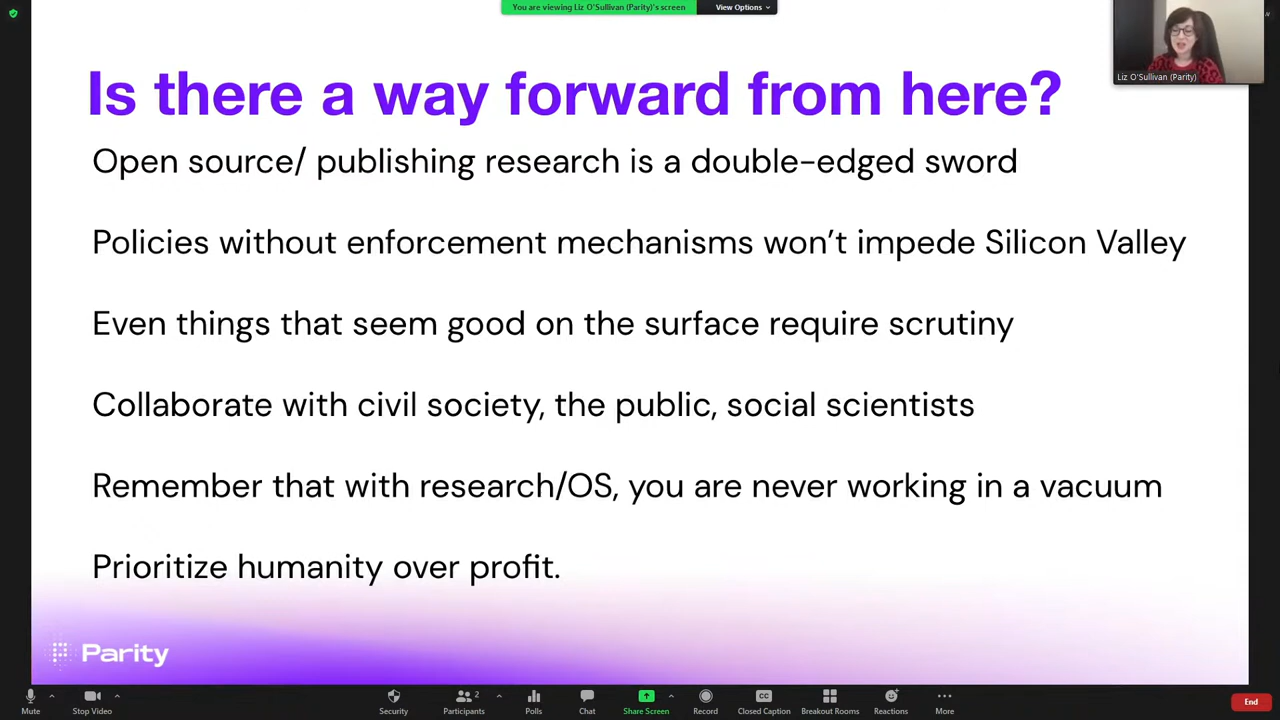 You are viewing Liz O'Sullivan (Parity)'s screen
View Options
Liz O'Sullivan (Parity)
Is there a way forward from here?
Open source/ publishing research is a double-edged sword
Policies without enforcement mechanisms won’t impede Silicon Valley
Even things that seem good on the surface require scrutiny
Collaborate with civil society, the public, social scientists
Remember that with research/OS, you are never working in a vacuum
Prioritize humanity over profit.
Parity
Mute
Stop Video
Security
Participants
2
Polls
Chat
Share Screen
Record
CC
Closed Caption
Breakout Rooms
Reactions
More
End